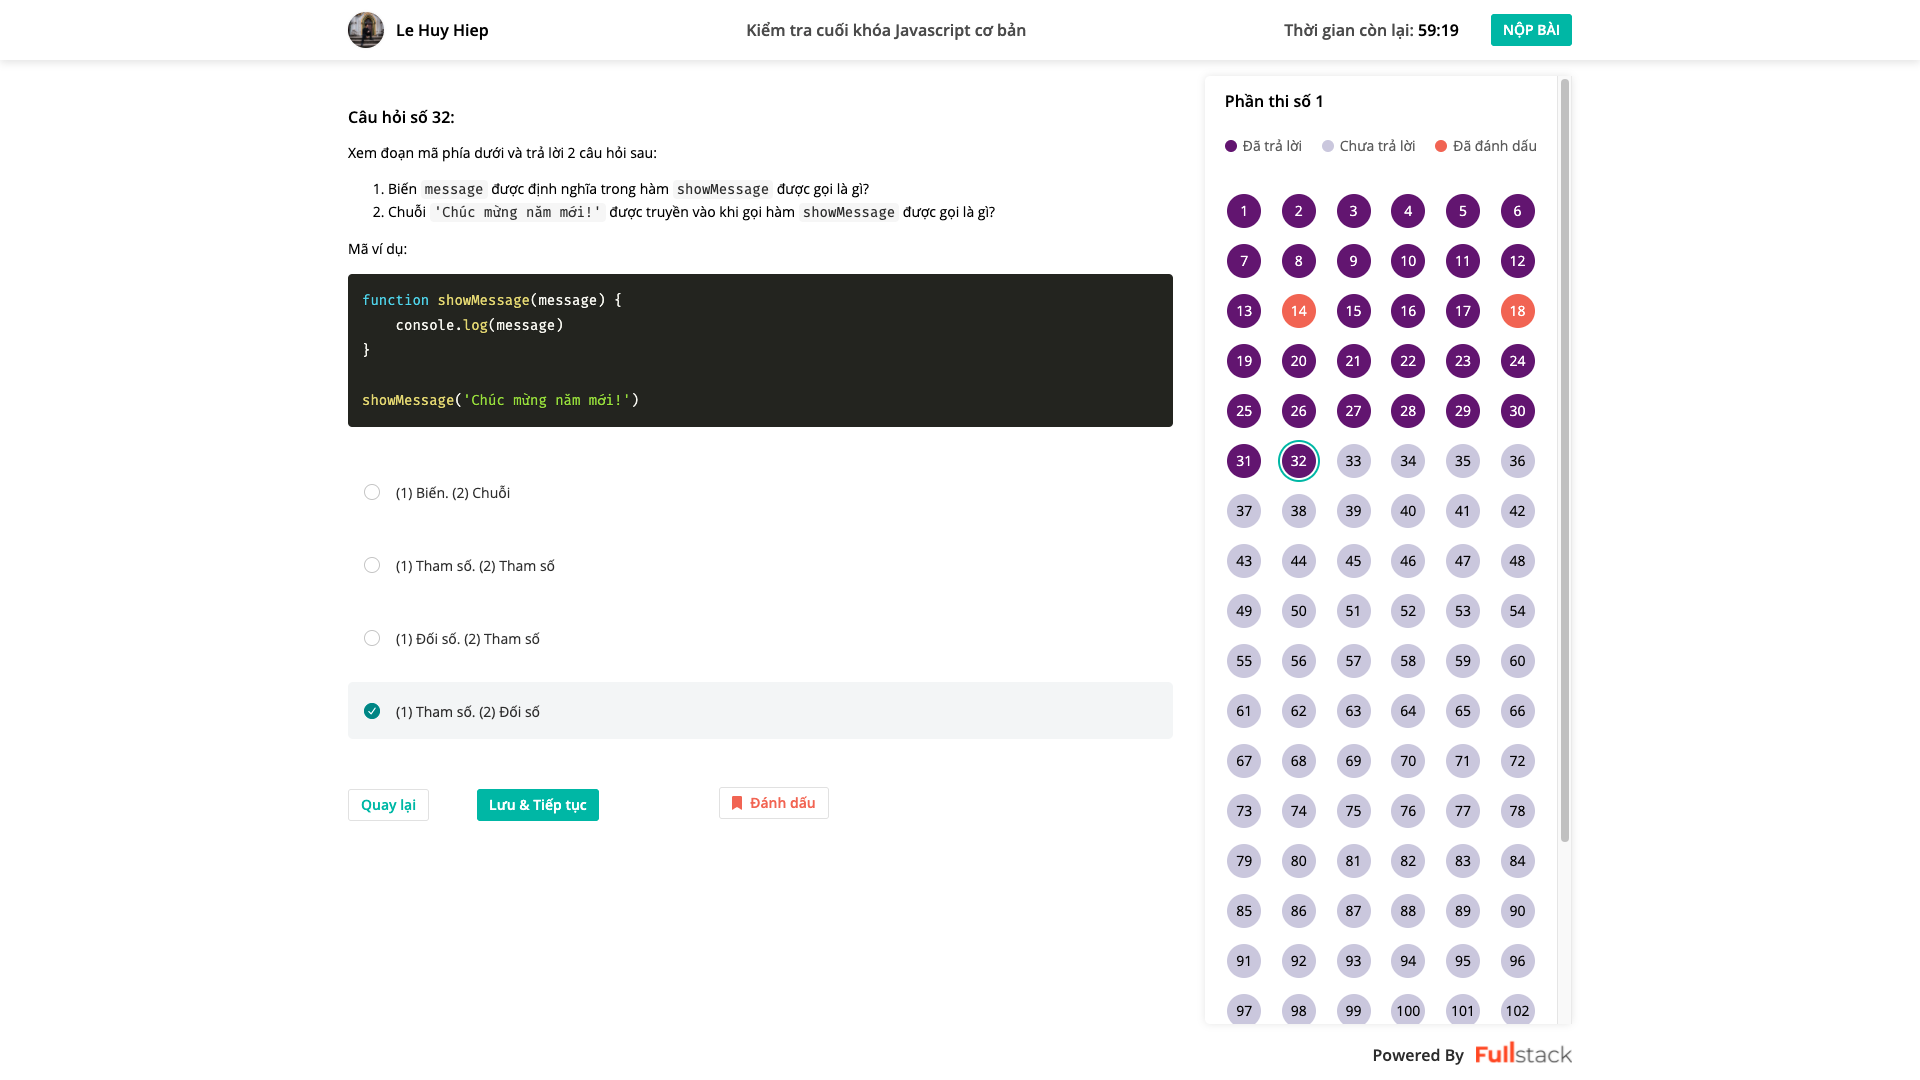 Le Huy Hiep
Kiểm tra cuối khóa Javascript cơ bản
Thời gian còn lại: 59:19
NỘP BÀI
Câu hỏi số 32:
Xem đoạn mã phía dưới và trả lời 2 câu hỏi sau:
1. Biến message được định nghĩa trong hàm showMessage được gọi là gì?
2. Chuỗi 'Chúc mừng năm mới!' được truyền vào khi gọi hàm showMessage được gọi là gì?
Mã ví dụ:
function showMessage(message) {
    console.log(message)
}
showMessage('Chúc mừng năm mới!')
(1) Biến. (2) Chuỗi
(1) Tham số. (2) Tham số
(1) Đối số. (2) Tham số
(1) Tham số. (2) Đối số
Quay lại
Lưu & Tiếp tục
Đánh dấu
Phần thi số 1
Đã trả lời Chưa trả lời Đã đánh dấu
1 2 3 4 5 6
7 8 9 10 11 12
13 14 15 16 17 18
19 20 21 22 23 24
25 26 27 28 29 30
31 32 33 34 35 36
37 38 39 40 41 42
43 44 45 46 47 48
49 50 51 52 53 54
55 56 57 58 59 60
61 62 63 64 65 66
67 68 69 70 71 72
73 74 75 76 77 78
79 80 81 82 83 84
85 86 87 88 89 90
91 92 93 94 95 96
97 98 99 100 101 102
Powered By Fullstack